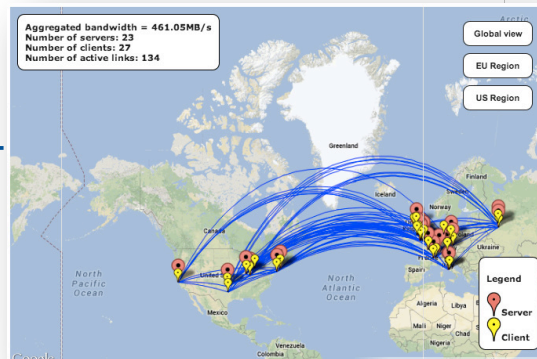 Aggregated bandwidth = 461.05MB/s
Number of servers: 23
Number of clients: 27
Number of active links: 134
Arctic
Global view
EU Region
US Region
Greenland
Iceland
Finland
Sweden
Norway
Canada
Ukraine
North
Pacific
Ocean
United
North
Atlantic
Ocean
Spain
Mexico
Algeria
Libya
Mali
Niger
Chad
Nigeria
Venezuela
Colombia
Legend
Server
Client